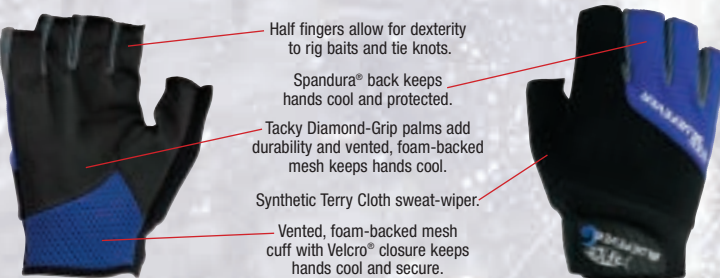 Half fingers allow for dexterity
to rig baits and tie knots.
Spandura® back keeps
hands cool and protected.
Tacky Diamond-Grip palms add
durability and vented, foam-backed
mesh keeps hands cool.
Synthetic Terry Cloth sweat-wiper.
Vented, foam-backed mesh
cuff with Velcro® closure keeps
hands cool and secure.